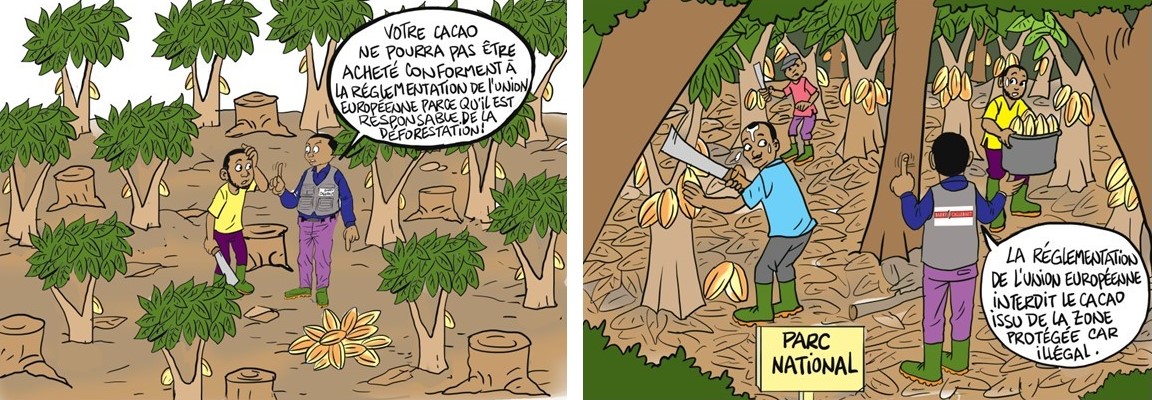 VOTRE CACAO
NE POURRA PAS ÊTRE
ACHETÉ CONFORMENT À
LA RÉGLEMENTATION DE L'UNION
EUROPÉENNE PARCE QU'IL EST
RESPONSABLE DE LA
DÉFORESTATION!
BARRY CALLEBAUT
LA RÉGLEMENTATION
DE L'UNION EUROPÉENNE
INTERDIT LE CACAO
ISSU DE LA ZONE
PROTÉGÉE CAR
ILLÉGAL.
PARC
NATIONAL